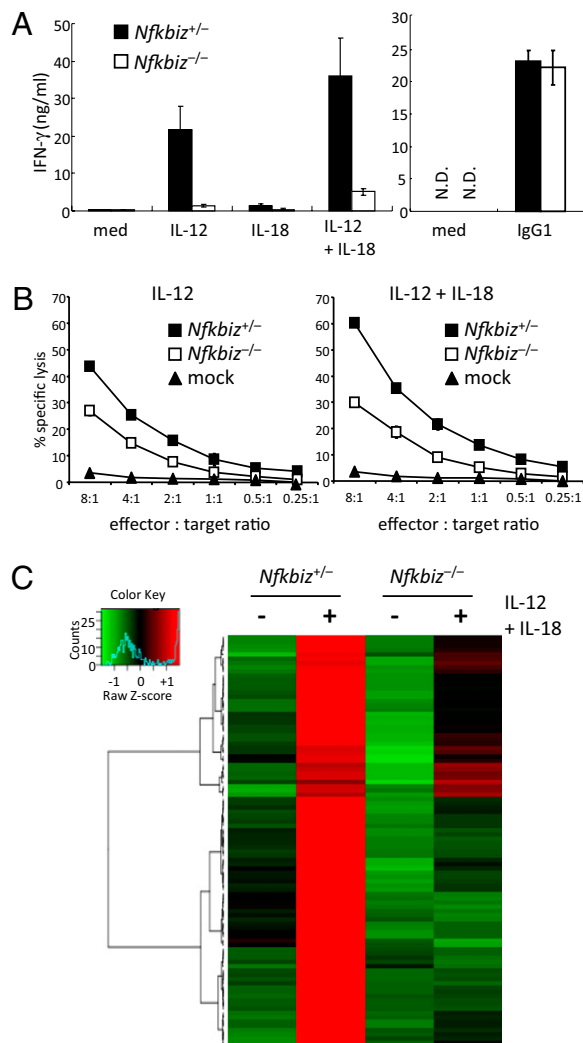 A
IFN-γ (ng/ml)
50
40
30
20
10
0
Nfkbiz+/–
Nfkbiz–/–
med
IL-12
IL-18
IL-12
+ IL-18
30
25
20
15
10
5
0
N.D.
N.D.
med
IgG1
B
IL-12
% specific lysis
70
60
50
40
30
20
10
0
Nfkbiz+/–
Nfkbiz–/–
mock
8:1 4:1 2:1 1:1 0.5:1 0.25:1
effector : target ratio
IL-12 + IL-18
70
60
50
40
30
20
10
0
Nfkbiz+/–
Nfkbiz–/–
mock
8:1 4:1 2:1 1:1 0.5:1 0.25:1
effector : target ratio
C
Color Key
Counts
30
20
10
0
-1 0 +1
Raw Z-score
Nfkbiz+/– Nfkbiz–/–
- + - +
IL-12
+ IL-18